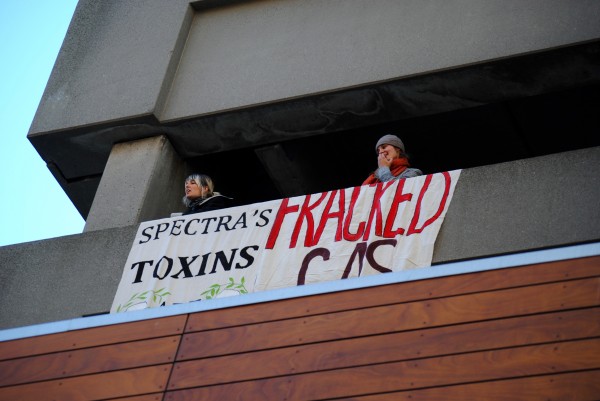 SPECTRA'S
TOXINS
FRACKED
GAS